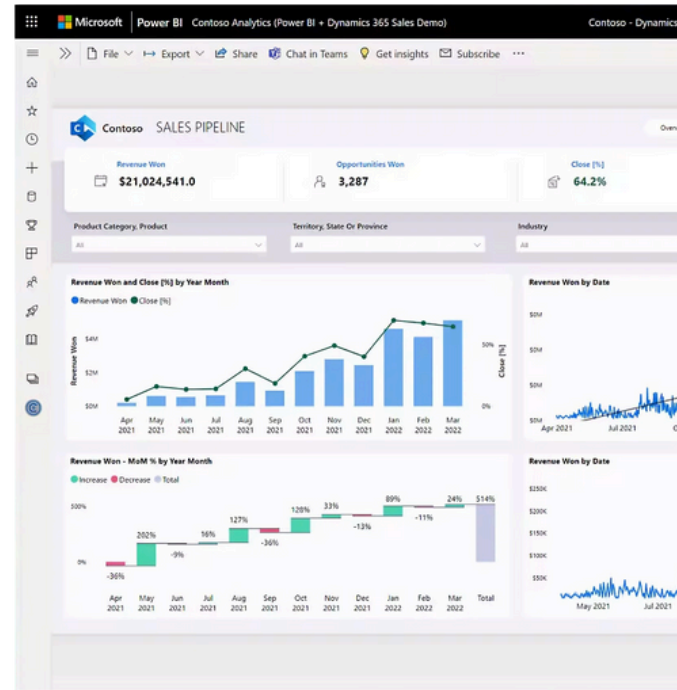 Microsoft Power BI Contoso Analytics (Power BI + Dynamics 365 Sales Demo) Contoso - Dynamics
File Export Share Chat in Teams Get insights Subscribe ...
Contoso SALES PIPELINE
Over
Revenue Won
$21,024,541.0
Opportunities Won
3,287
Close [%]
64.2%
Product Category, Product
All
Territory, State Or Province
All
Industry
All
Revenue Won and Close [%] by Year Month
Revenue Won Close [%]
Revenue Won
$4M
$2M
$0M
50%
0%
Close [%]
Apr 2021
May 2021
Jun 2021
Jul 2021
Aug 2021
Sep 2021
Oct 2021
Nov 2021
Dec 2021
Jan 2022
Feb 2022
Mar 2022
Revenue Won by Date
$0M
$0M
$0M
$0M
Apr 2021 Jul 2021
Revenue Won - MoM % by Year Month
Increase Decrease Total
500%
0%
-36%
202%
-9%
16%
127%
-36%
128%
33%
-13%
89%
-11%
24%
514%
Apr 2021
May 2021
Jun 2021
Jul 2021
Aug 2021
Sep 2021
Oct 2021
Nov 2021
Dec 2021
Jan 2022
Feb 2022
Mar 2022
Total
Revenue Won by Date
$250K
$200K
$150K
$100K
$50K
May 2021 Jul 2021